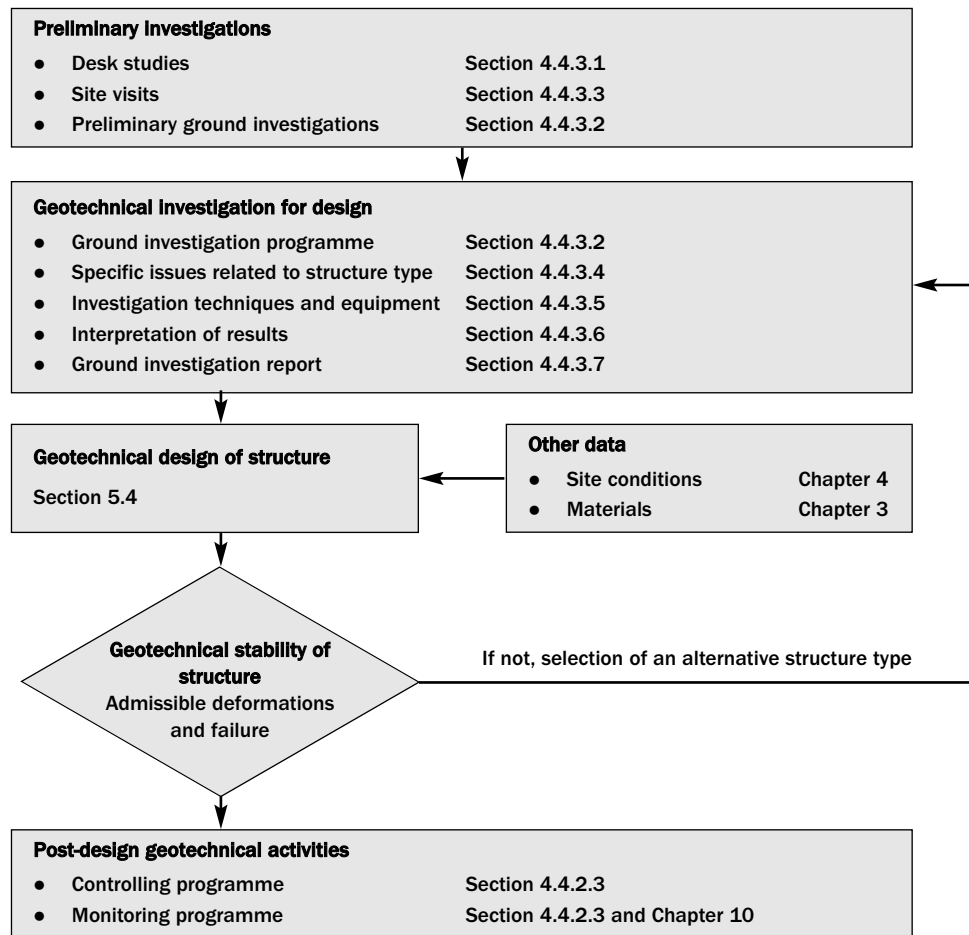 Preliminary investigations
● Desk studies Section 4.4.3.1
● Site visits Section 4.4.3.3
● Preliminary ground investigations Section 4.4.3.2
Geotechnical investigation for design
● Ground investigation programme Section 4.4.3.2
● Specific issues related to structure type Section 4.4.3.4
● Investigation techniques and equipment Section 4.4.3.5
● Interpretation of results Section 4.4.3.6
● Ground investigation report Section 4.4.3.7
Geotechnical design of structure
Section 5.4
Other data
● Site conditions Chapter 4
● Materials Chapter 3
Geotechnical stability of
structure
Admissible deformations
and failure
If not, selection of an alternative structure type
Post-design geotechnical activities
● Controlling programme Section 4.4.2.3
● Monitoring programme Section 4.4.2.3 and Chapter 10